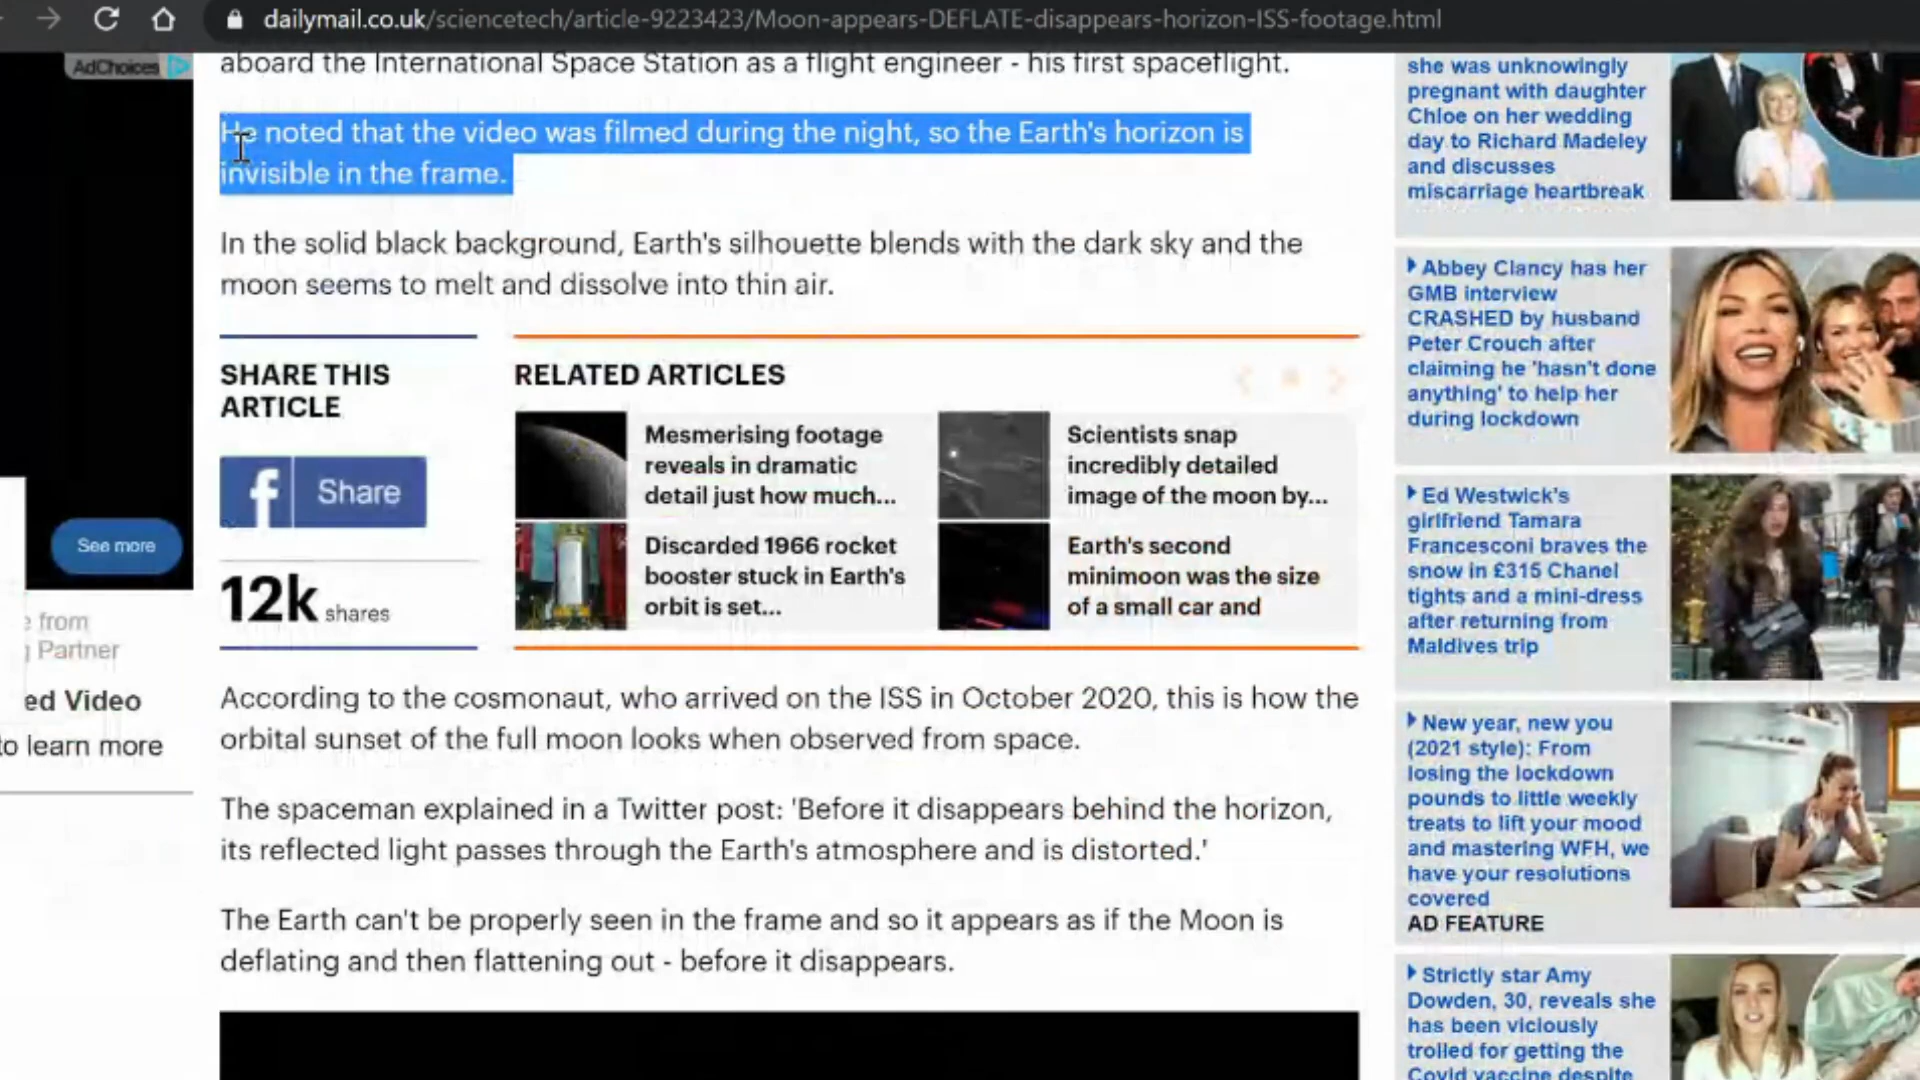 dailymail.co.uk/sciencetech/article-9223423/Moon-appears-DEFLATE-disappears-horizon-ISS-footage.html
AdChoices
aboard the International Space Station as a flight engineer - his first spaceflight.
He noted that the video was filmed during the night, so the Earth's horizon is
invisible in the frame.
In the solid black background, Earth's silhouette blends with the dark sky and the
moon seems to melt and dissolve into thin air.
SHARE THIS
ARTICLE
f Share
12k shares
RELATED ARTICLES
Mesmerising footage
reveals in dramatic
detail just how much...
Scientists snap
incredibly detailed
image of the moon by...
Discarded 1966 rocket
booster stuck in Earth's
orbit is set...
Earth's second
minimoon was the size
of a small car and
According to the cosmonaut, who arrived on the ISS in October 2020, this is how the
orbital sunset of the full moon looks when observed from space.
The spaceman explained in a Twitter post: 'Before it disappears behind the horizon,
its reflected light passes through the Earth's atmosphere and is distorted.'
The Earth can't be properly seen in the frame and so it appears as if the Moon is
deflating and then flattening out - before it disappears.
See more
from
Partner
ed Video
to learn more
she was unknowingly
pregnant with daughter
Chloe on her wedding
day to Richard Madeley
and discusses
miscarriage heartbreak
Abbey Clancy has her
GMB interview
CRASHED by husband
Peter Crouch after
claiming he 'hasn't done
anything' to help her
during lockdown
Ed Westwick's
girlfriend Tamara
Francesconi braves the
snow in £315 Chanel
tights and a mini-dress
after returning from
Maldives trip
New year, new you
(2021 style): From
losing the lockdown
pounds to little weekly
treats to lift your mood
and mastering WFH, we
have your resolutions
covered
AD FEATURE
Strictly star Amy
Dowden, 30, reveals she
has been viciously
trolled for getting the
Covid vaccine despite